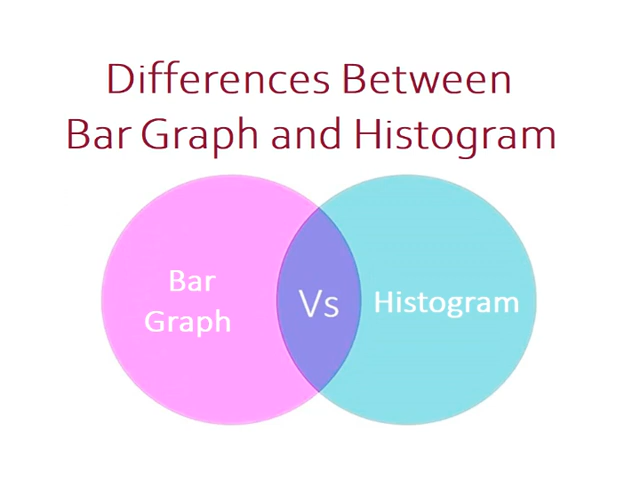 Differences Between
Bar Graph and Histogram
Bar
Graph
Vs
Histogram